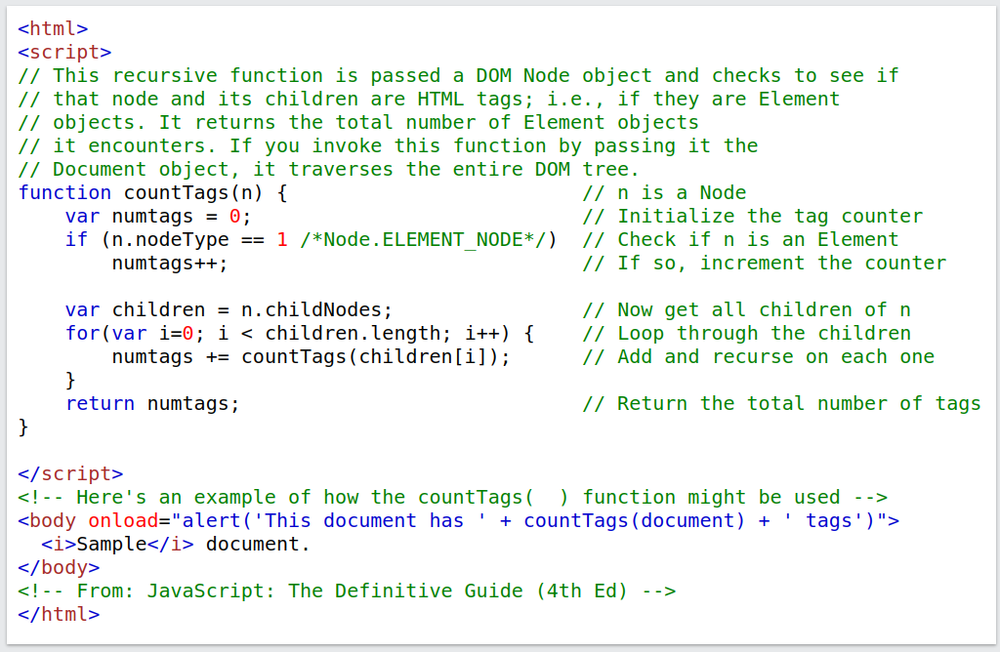 <html>
<script>
// This recursive function is passed a DOM Node object and checks to see if
// that node and its children are HTML tags; i.e., if they are Element
// objects. It returns the total number of Element objects
// it encounters. If you invoke this function by passing it the
// Document object, it traverses the entire DOM tree.
function countTags(n) {                         // n is a Node
    var numtags = 0;                            // Initialize the tag counter
    if (n.nodeType == 1 /*Node.ELEMENT_NODE*/)  // Check if n is an Element
        numtags++;                              // If so, increment the counter

    var children = n.childNodes;                // Now get all children of n
    for(var i=0; i < children.length; i++) {    // Loop through the children
        numtags += countTags(children[i]);      // Add and recurse on each one
    }
    return numtags;                             // Return the total number of tags
}

</script>
<!-- Here's an example of how the countTags(  ) function might be used -->
<body onload="alert('This document has ' + countTags(document) + ' tags')">
  <i>Sample</i> document.
</body>
<!-- From: JavaScript: The Definitive Guide (4th Ed) -->
</html>